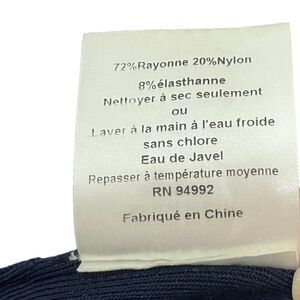 72%Rayonne 20%Nylon
8%élasthanne
Nettoyer à sec seulement
ou
Laver à la main à l'eau froide
sans chlore
Eau de Javel
Repasser à température moyenne
RN 94992
Fabriqué en Chine